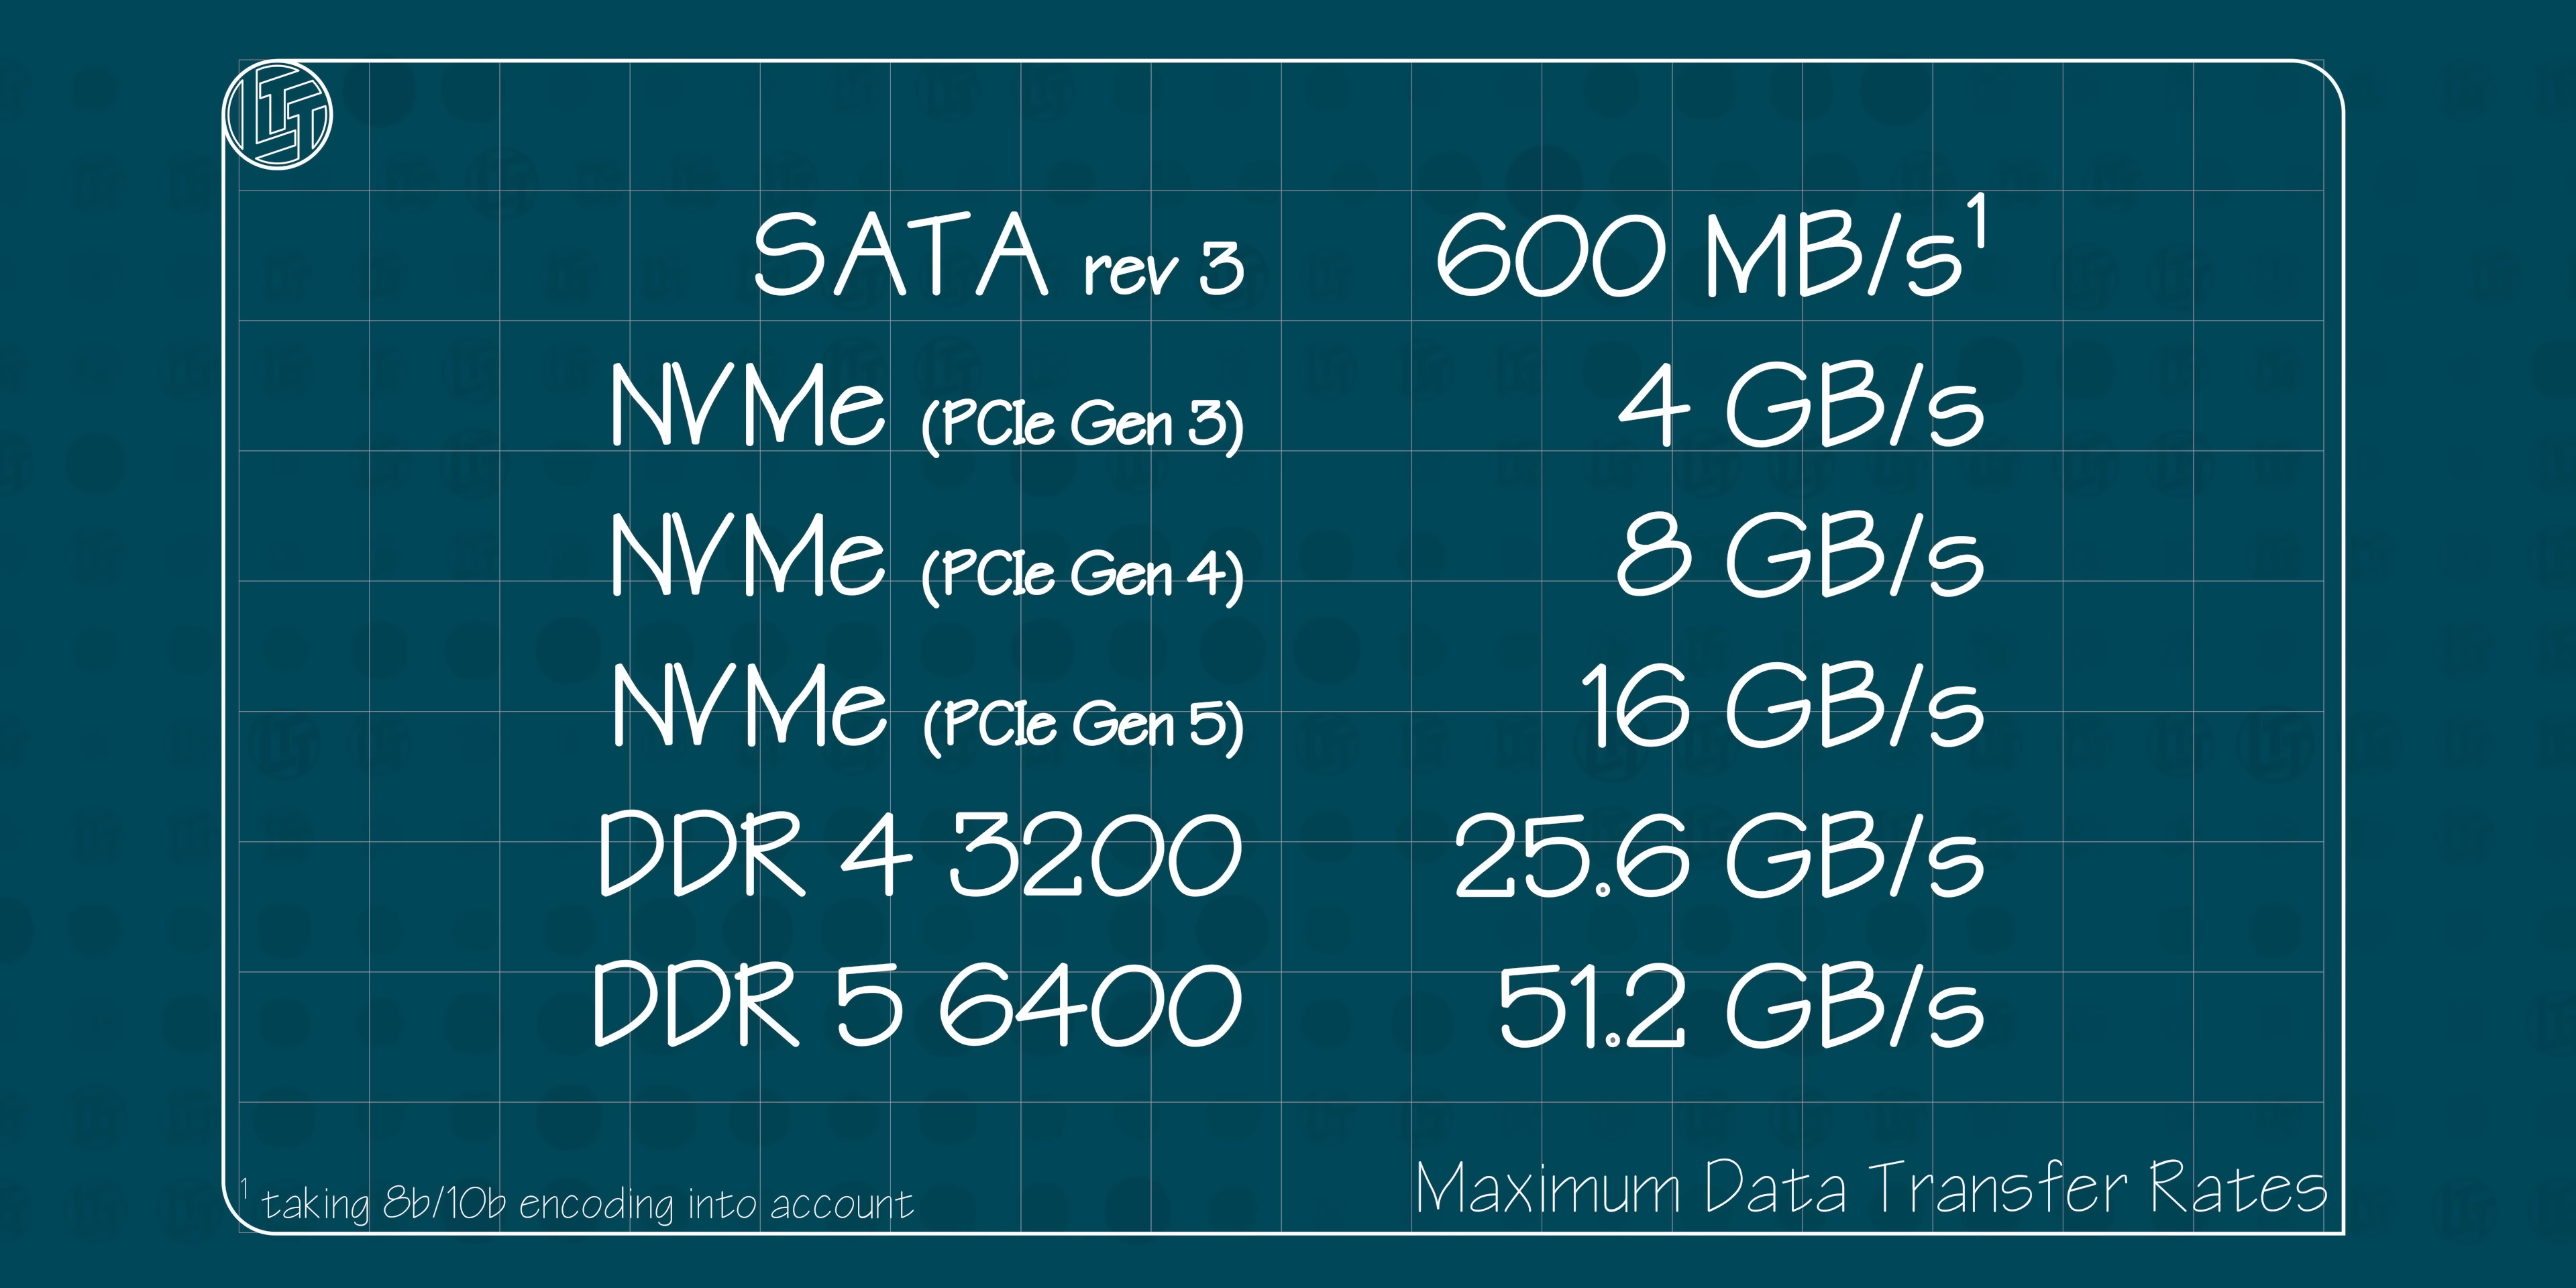 LTT
SATA rev 3 600 MB/s¹
NVMe (PCIe Gen 3) 4 GB/s
NVMe (PCIe Gen 4) 8 GB/s
NVMe (PCIe Gen 5) 16 GB/s
DDR 4 3200 25.6 GB/s
DDR 5 6400 51.2 GB/s
¹ taking 8b/10b encoding into account
Maximum Data Transfer Rates